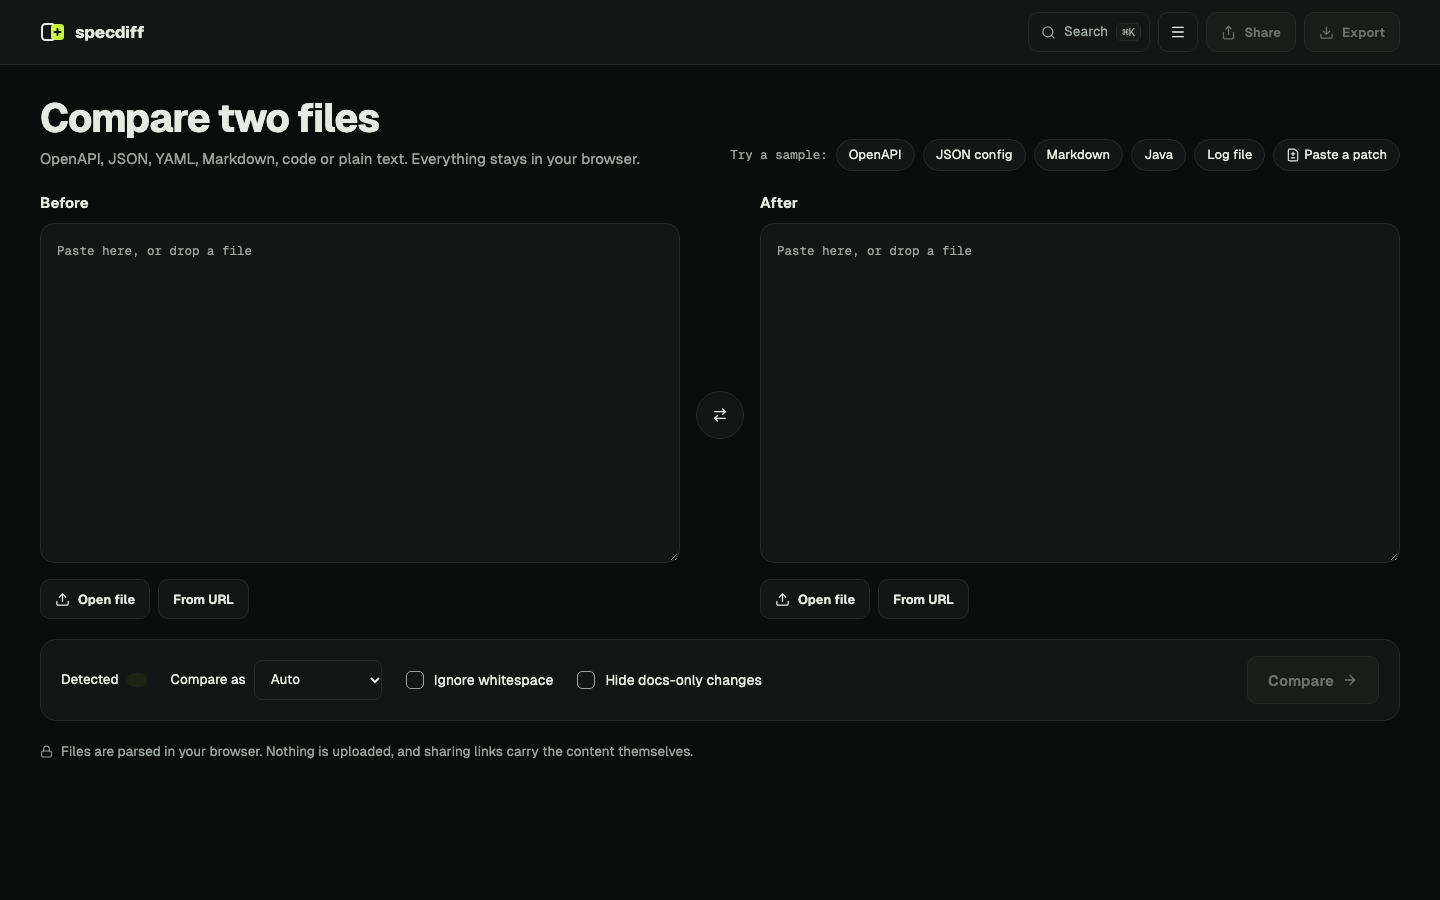 specdiff
Search ⌘K
Share
Export
Compare two files
OpenAPI, JSON, YAML, Markdown, code or plain text. Everything stays in your browser.
Try a sample: OpenAPI JSON config Markdown Java Log file Paste a patch
Before
Paste here, or drop a file
Open file
From URL
After
Paste here, or drop a file
Open file
From URL
Detected
Compare as Auto
Ignore whitespace
Hide docs-only changes
Compare
Files are parsed in your browser. Nothing is uploaded, and sharing links carry the content themselves.